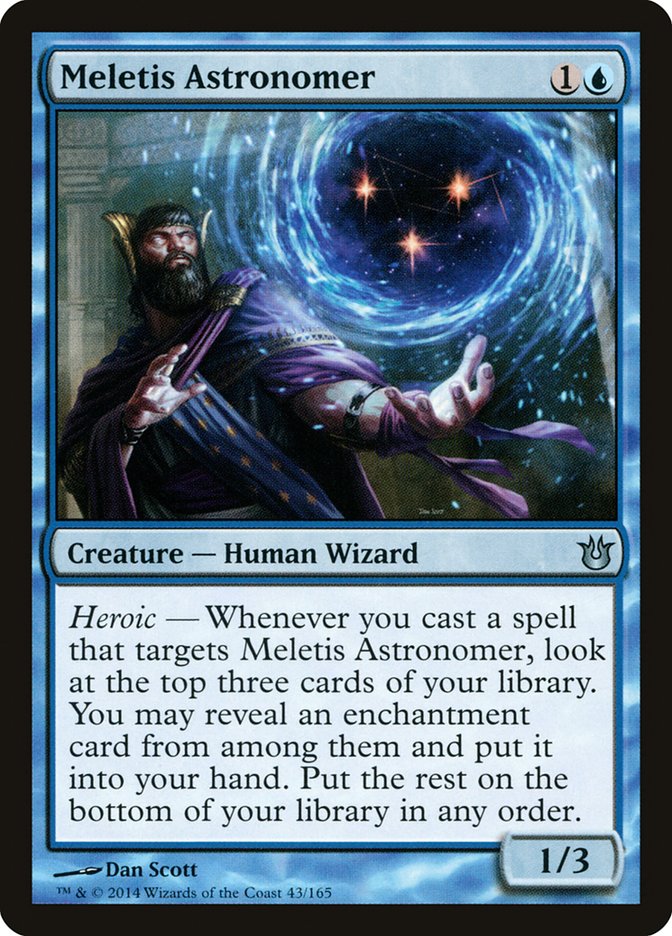 Meletis Astronomer 1
Creature — Human Wizard
Heroic — Whenever you cast a spell
that targets Meletis Astronomer, look
at the top three cards of your library.
You may reveal an enchantment
card from among them and put it
into your hand. Put the rest on the
bottom of your library in any order.
1/3
Dan Scott
™ & © 2014 Wizards of the Coast 43/165